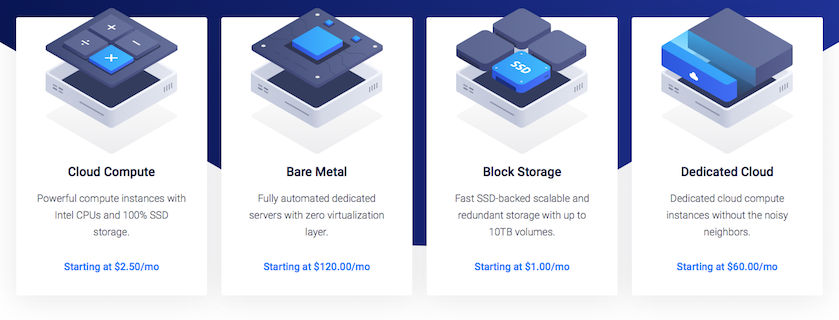 Cloud Compute
Powerful compute instances with
Intel CPUs and 100% SSD
storage.
Starting at $2.50/mo
Bare Metal
Fully automated dedicated
servers with zero virtualization
layer.
Starting at $120.00/mo
SSD
Block Storage
Fast SSD-backed scalable and
redundant storage with up to
10TB volumes.
Starting at $1.00/mo
Dedicated Cloud
Dedicated cloud compute
instances without the noisy
neighbors.
Starting at $60.00/mo